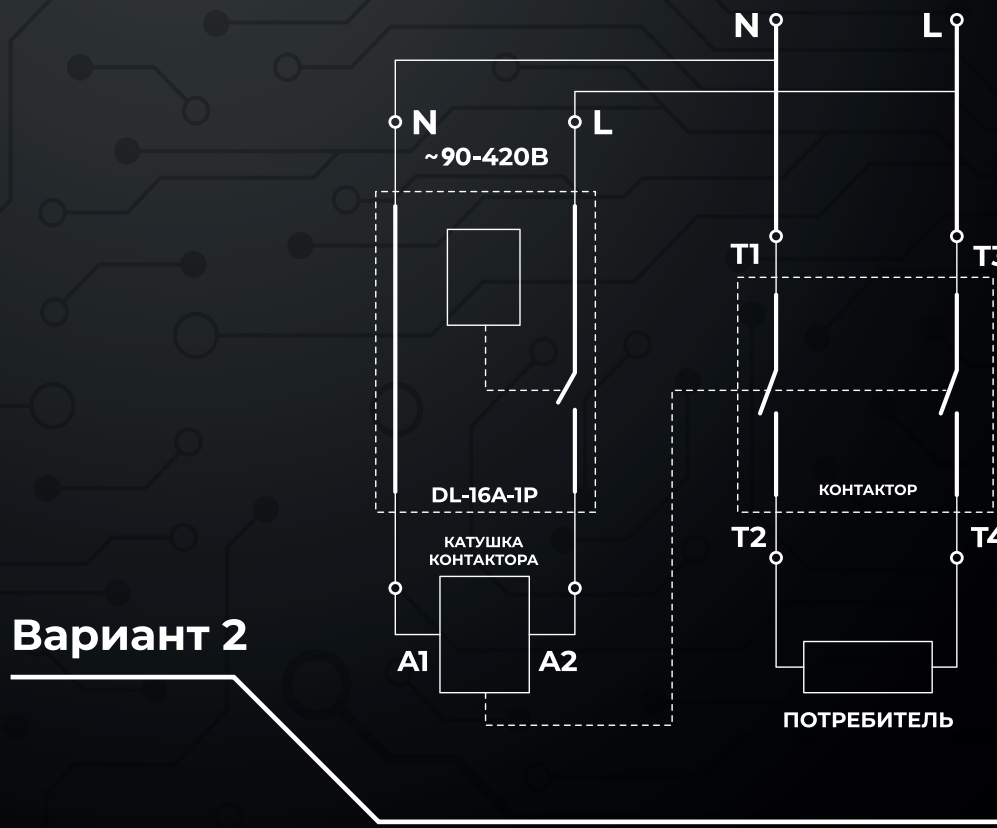 N L
N L
~90-420В
T1 T3
DL-16A-1P
КОНТАКТОР
T2 T4
КАТУШКА
КОНТАКТОРА
Вариант 2
A1 A2
ПОТРЕБИТЕЛЬ